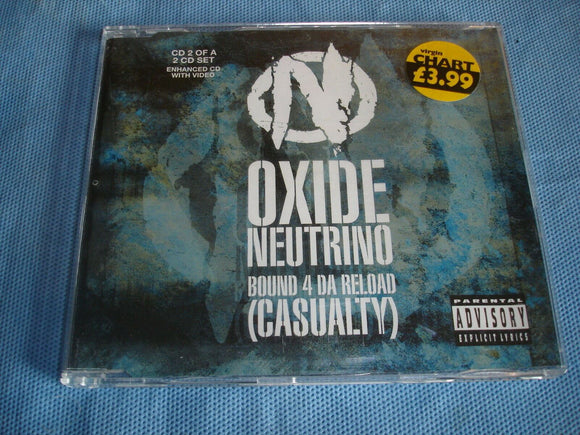 CD 2 OF A
2 CD SET
ENHANCED CD
WITH VIDEO
virgin
CHART
£3.99
N
OXIDE
NEUTRINO
BOUND 4 DA RELOAD
(CASUALTY)
PARENTAL
ADVISORY
EXPLICIT LYRICS